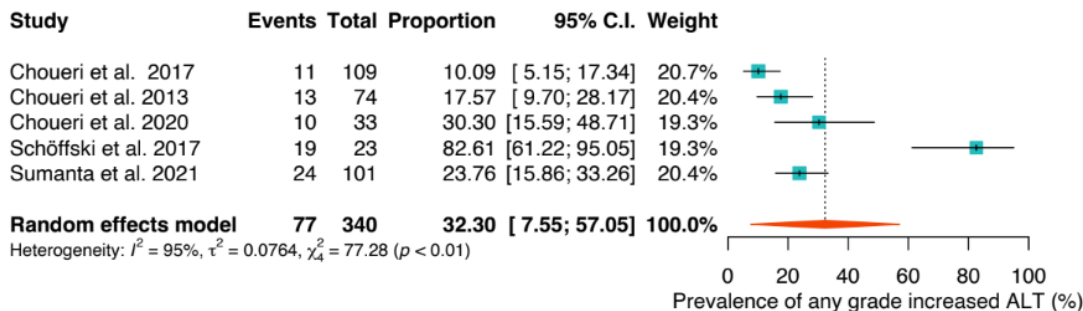 Study Events Total Proportion 95% C.I. Weight
Choueri et al. 2017 11 109 10.09 [ 5.15; 17.34] 20.7%
Choueri et al. 2013 13 74 17.57 [ 9.70; 28.17] 20.4%
Choueri et al. 2020 10 33 30.30 [15.59; 48.71] 19.3%
Schöffski et al. 2017 19 23 82.61 [61.22; 95.05] 19.3%
Sumanta et al. 2021 24 101 23.76 [15.86; 33.26] 20.4%
Random effects model 77 340 32.30 [ 7.55; 57.05] 100.0%
Heterogeneity: I² = 95%, τ² = 0.0764, χ²₄ = 77.28 (p < 0.01)
0 20 40 60 80 100
Prevalence of any grade increased ALT (%)